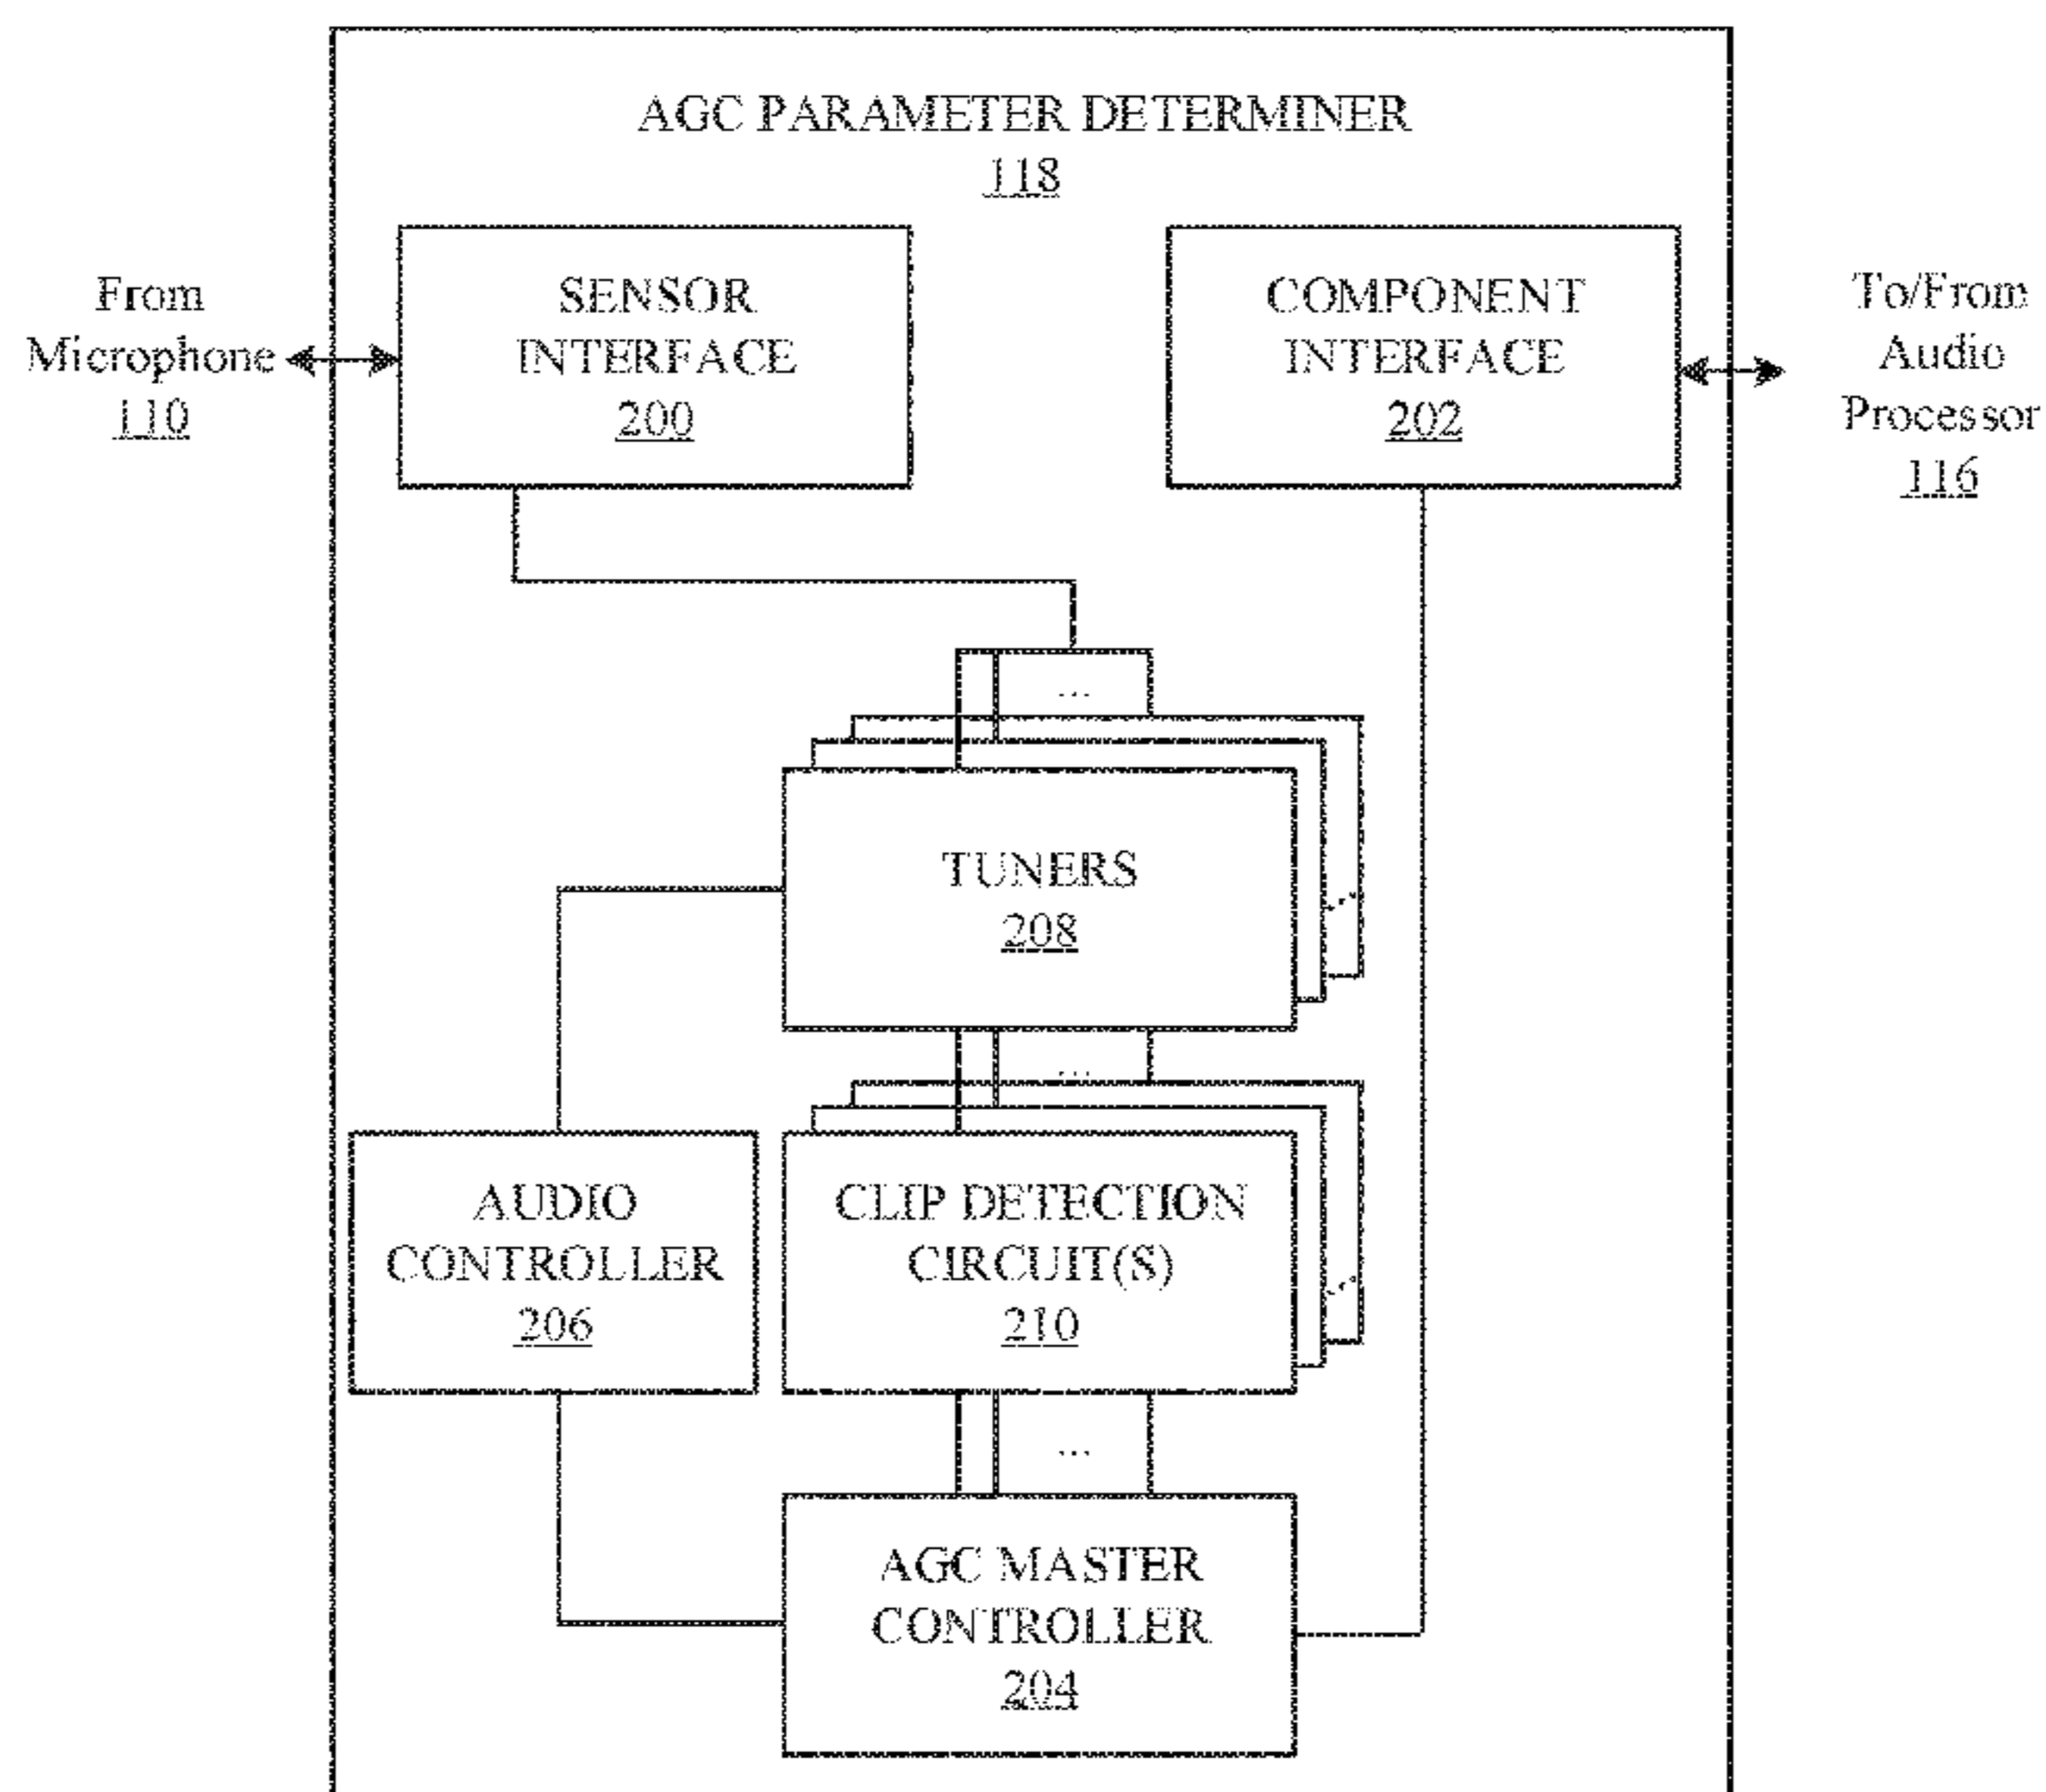 AGC PARAMETER DETERMINER
118
From
Microphone
110
SENSOR
INTERFACE
200
COMPONENT
INTERFACE
202
To/From
Audio
Processor
116
...
TUNERS
208
...
AUDIO
CONTROLLER
206
CLIP DETECTION
CIRCUIT(S)
210
...
AGC MASTER
CONTROLLER
204